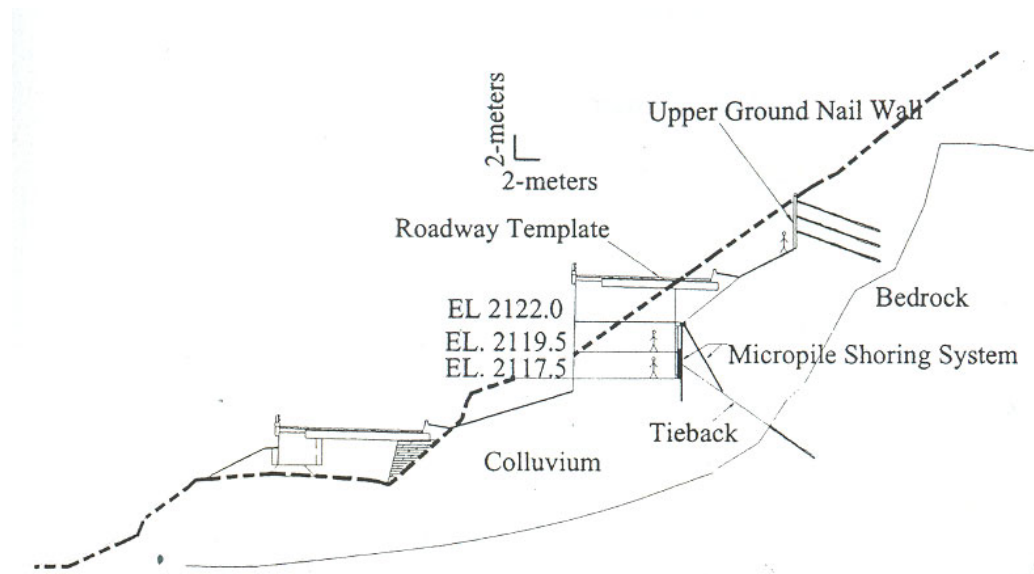 2-meters
2-meters
Upper Ground Nail Wall
Roadway Template
EL 2122.0
EL. 2119.5
EL. 2117.5
Bedrock
Micropile Shoring System
Tieback
Colluvium